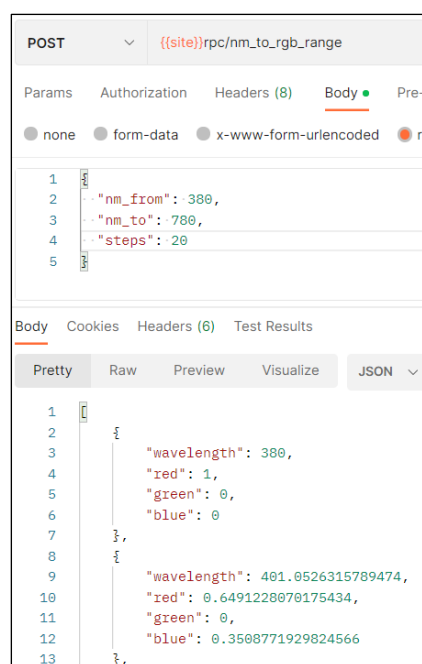 POST {{site}}rpc/nm_to_rgb_range
Params Authorization Headers (8) Body Pre-
none form-data x-www-form-urlencoded r
1 {
2 "nm_from": 380,
3 "nm_to": 780,
4 "steps": 20
5 }
Body Cookies Headers (6) Test Results
Pretty Raw Preview Visualize JSON
1 [
2 {
3 "wavelength": 380,
4 "red": 1,
5 "green": 0,
6 "blue": 0
7 },
8 {
9 "wavelength": 401.0526315789474,
10 "red": 0.6491228070175434,
11 "green": 0,
12 "blue": 0.3508771929824566
13 },